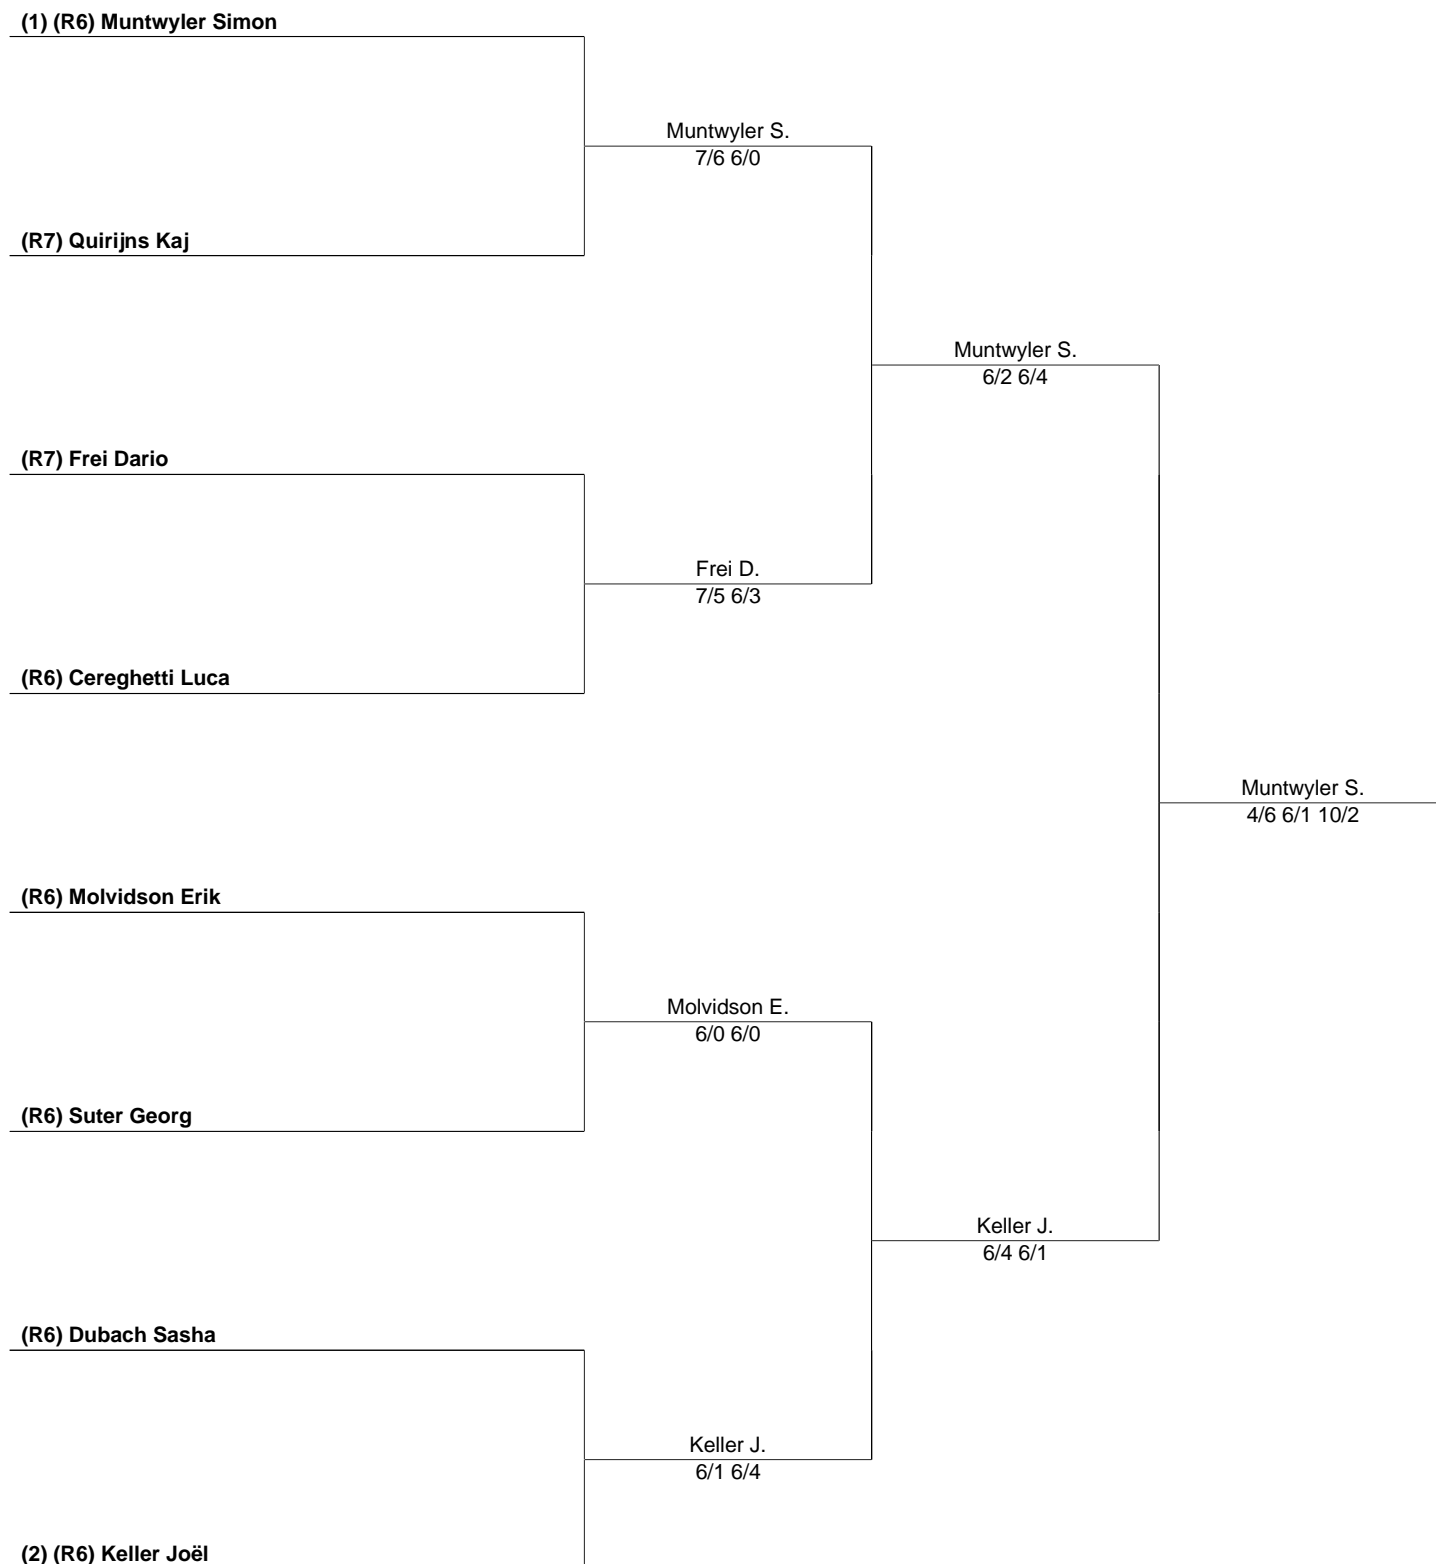 (1) (R6) Muntwyler Simon
Muntwyler S.
7/6 6/0
(R7) Quirijns Kaj
Muntwyler S.
6/2 6/4
(R7) Frei Dario
Frei D.
7/5 6/3
(R6) Cereghetti Luca
Muntwyler S.
4/6 6/1 10/2
(R6) Molvidson Erik
Molvidson E.
6/0 6/0
(R6) Suter Georg
Keller J.
6/4 6/1
(R6) Dubach Sasha
Keller J.
6/1 6/4
(2) (R6) Keller Joël